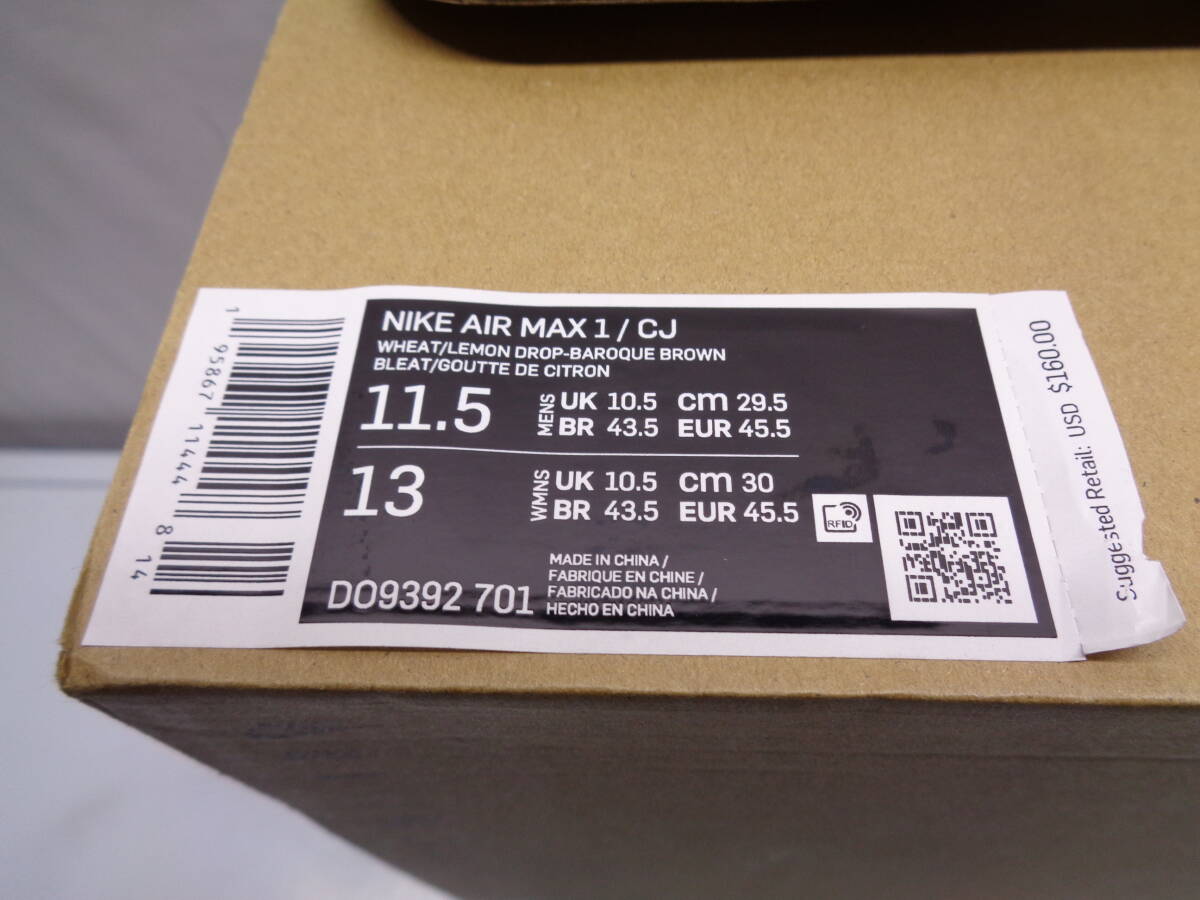 NIKE AIR MAX 1 / CJ
WHEAT/LEMON DROP-BAROQUE BROWN
BLEAT/GOUTTE DE CITRON
11.5 MENS UK 10.5 cm 29.5
BR 43.5 EUR 45.5
13 WMNS UK 10.5 cm 30
BR 43.5 EUR 45.5
RFID
DO9392 701
MADE IN CHINA /
FABRIQUE EN CHINE /
FABRICADO NA CHINA /
HECHO EN CHINA
1 95867 11444 8 14
Suggested Retail: USD $160.00